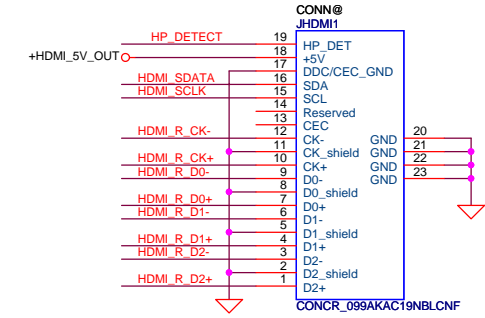 CONN@
JHDMI1
HP_DETECT 19 HP_DET
+HDMI_5V_OUT 18 +5V
17 DDC/CEC_GND
HDMI_SDATA 16 SDA
HDMI_SCLK 15 SCL
14 Reserved
13 CEC
HDMI_R_CK- 12 CK- GND 20
11 CK_shield GND 21
HDMI_R_CK+ 10 CK+ GND 22
HDMI_R_D0- 9 D0- GND 23
8 D0_shield
HDMI_R_D0+ 7 D0+
HDMI_R_D1- 6 D1-
5 D1_shield
HDMI_R_D1+ 4 D1+
HDMI_R_D2- 3 D2-
2 D2_shield
HDMI_R_D2+ 1 D2+
CONCR_099AKAC19NBLCNF